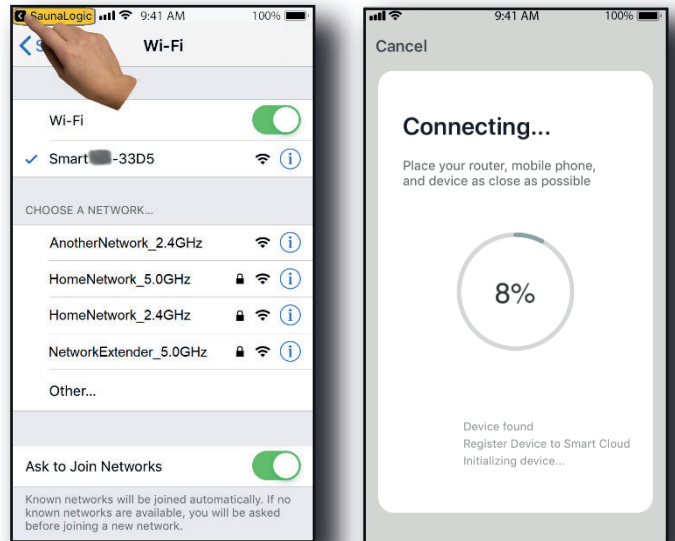 SaunaLogic 9:41 AM 100%
Wi-Fi
Wi-Fi
Smart -33D5
CHOOSE A NETWORK...
AnotherNetwork_2.4GHz
HomeNetwork_5.0GHz
HomeNetwork_2.4GHz
NetworkExtender_5.0GHz
Other...
Ask to Join Networks
Known networks will be joined automatically. If no
known networks are available, you will be asked
before joining a new network.
9:41 AM 100%
Cancel
Connecting...
Place your router, mobile phone,
and device as close as possible
8%
Device found
Register Device to Smart Cloud
Initializing device...